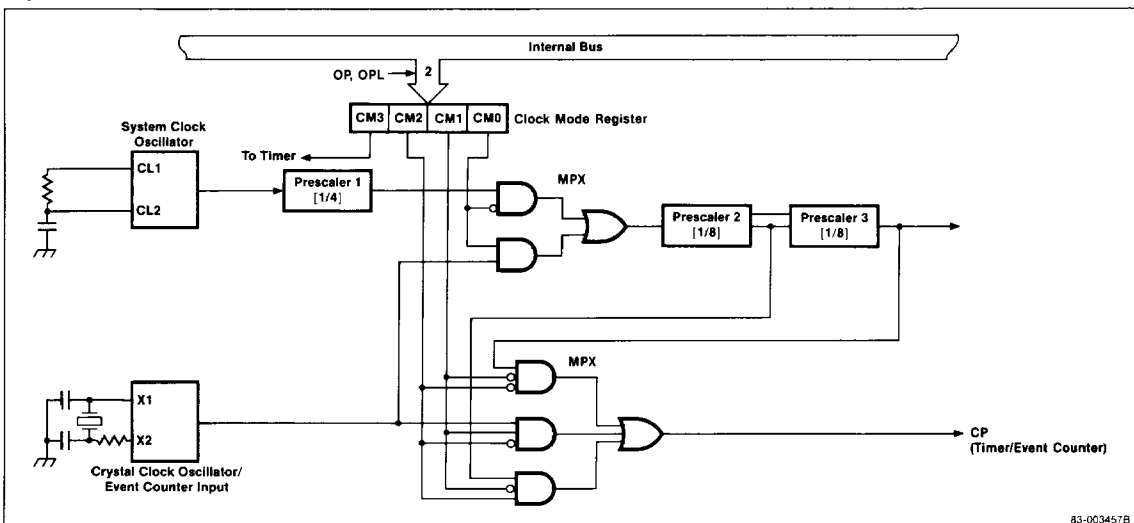 Internal Bus
OP, OPL
2
CM3 CM2 CM1 CM0
Clock Mode Register
System Clock
Oscillator
CL1
CL2
To Timer
Prescaler 1
[1/4]
MPX
Prescaler 2
[1/8]
Prescaler 3
[1/8]
MPX
X1
X2
CP
(Timer/Event Counter)
Crystal Clock Oscillator/
Event Counter Input
83-003457B